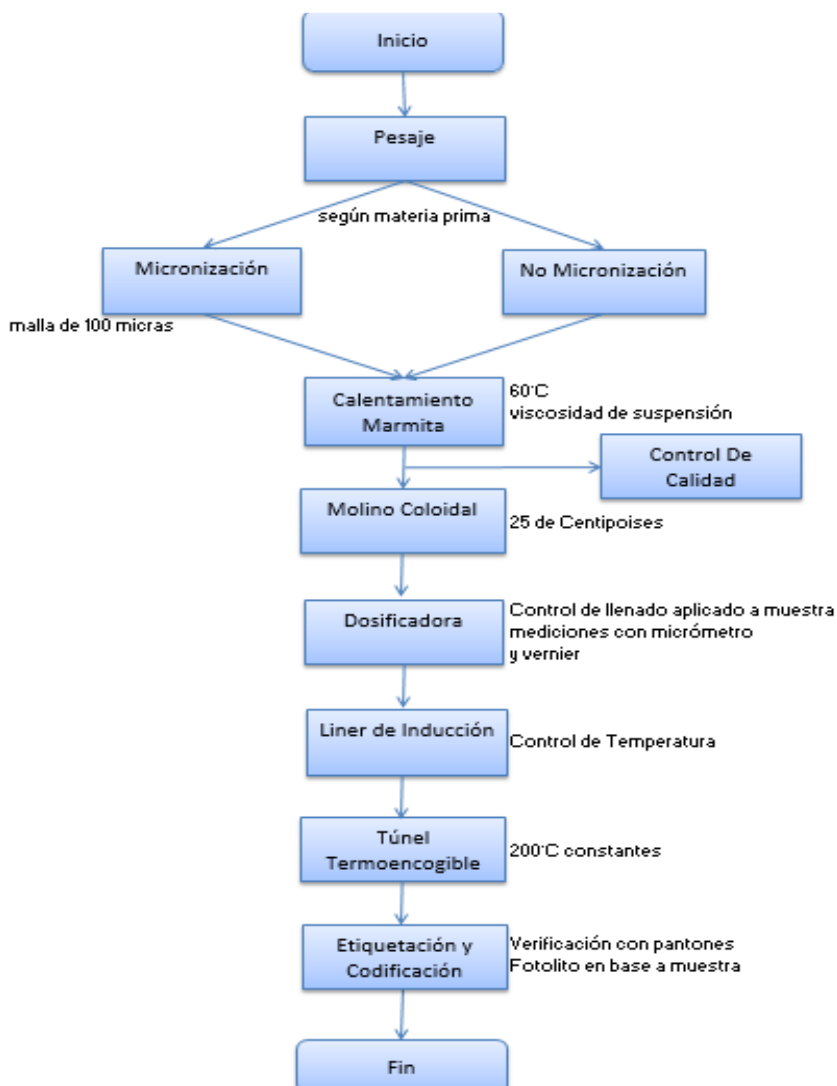 Inicio
Pesaje
según materia prima
Micronización
No Micronización
malla de 100 micras
Calentamiento
Marmita
60°C
viscosidad de suspensión
Control De
Calidad
Molino Coloidal
25 de Centipoises
Dosificadora
Control de llenado aplicado a muestra
mediciones con micrómetro
y vernier
Liner de Inducción
Control de Temperatura
Túnel
Termoencogible
200°C constantes
Etiquetación y
Codificación
Verificación con pantones
Fotolito en base a muestra
Fin